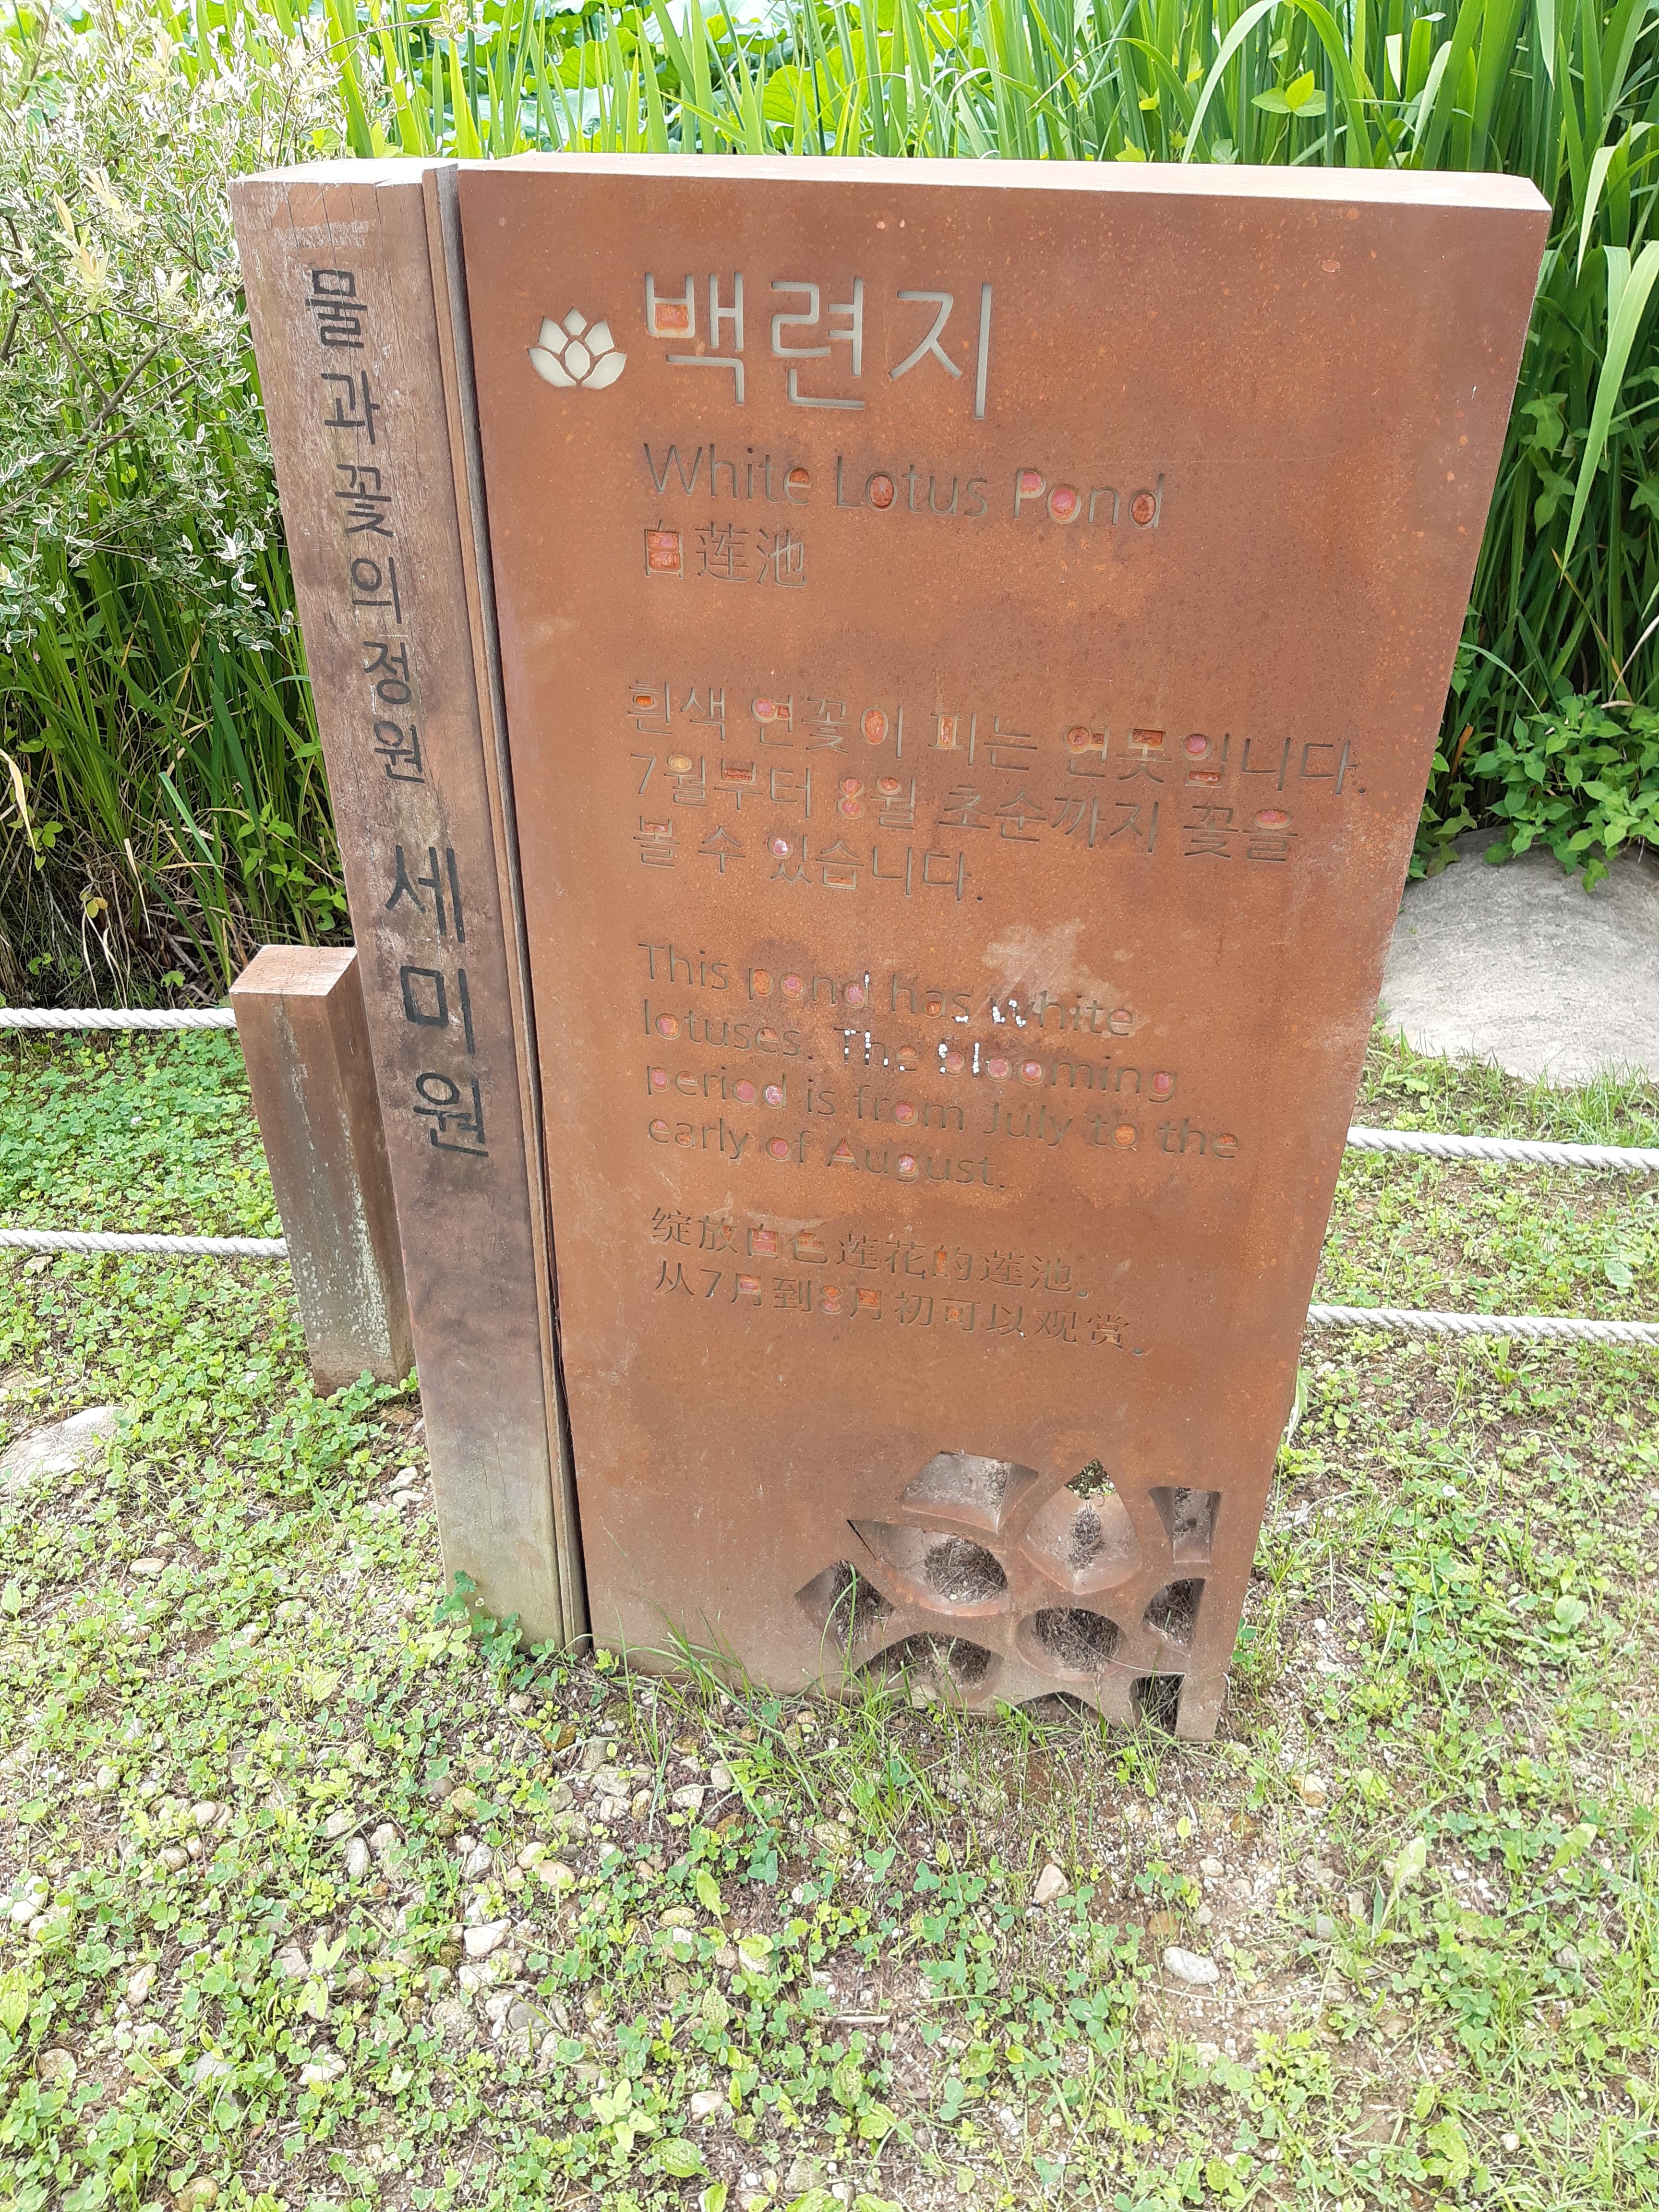 물과 꽃의 정원 세미원
백련지
White Lotus Pond
白莲池
흰색 연꽃이 피는 연못입니다.
7월부터 8월 초순까지 꽃을
볼 수 있습니다.
This pond has white
lotuses. The blooming
period is from July to the
early of August.
绽放白色莲花的莲池。
从7月到8月初可以观赏。